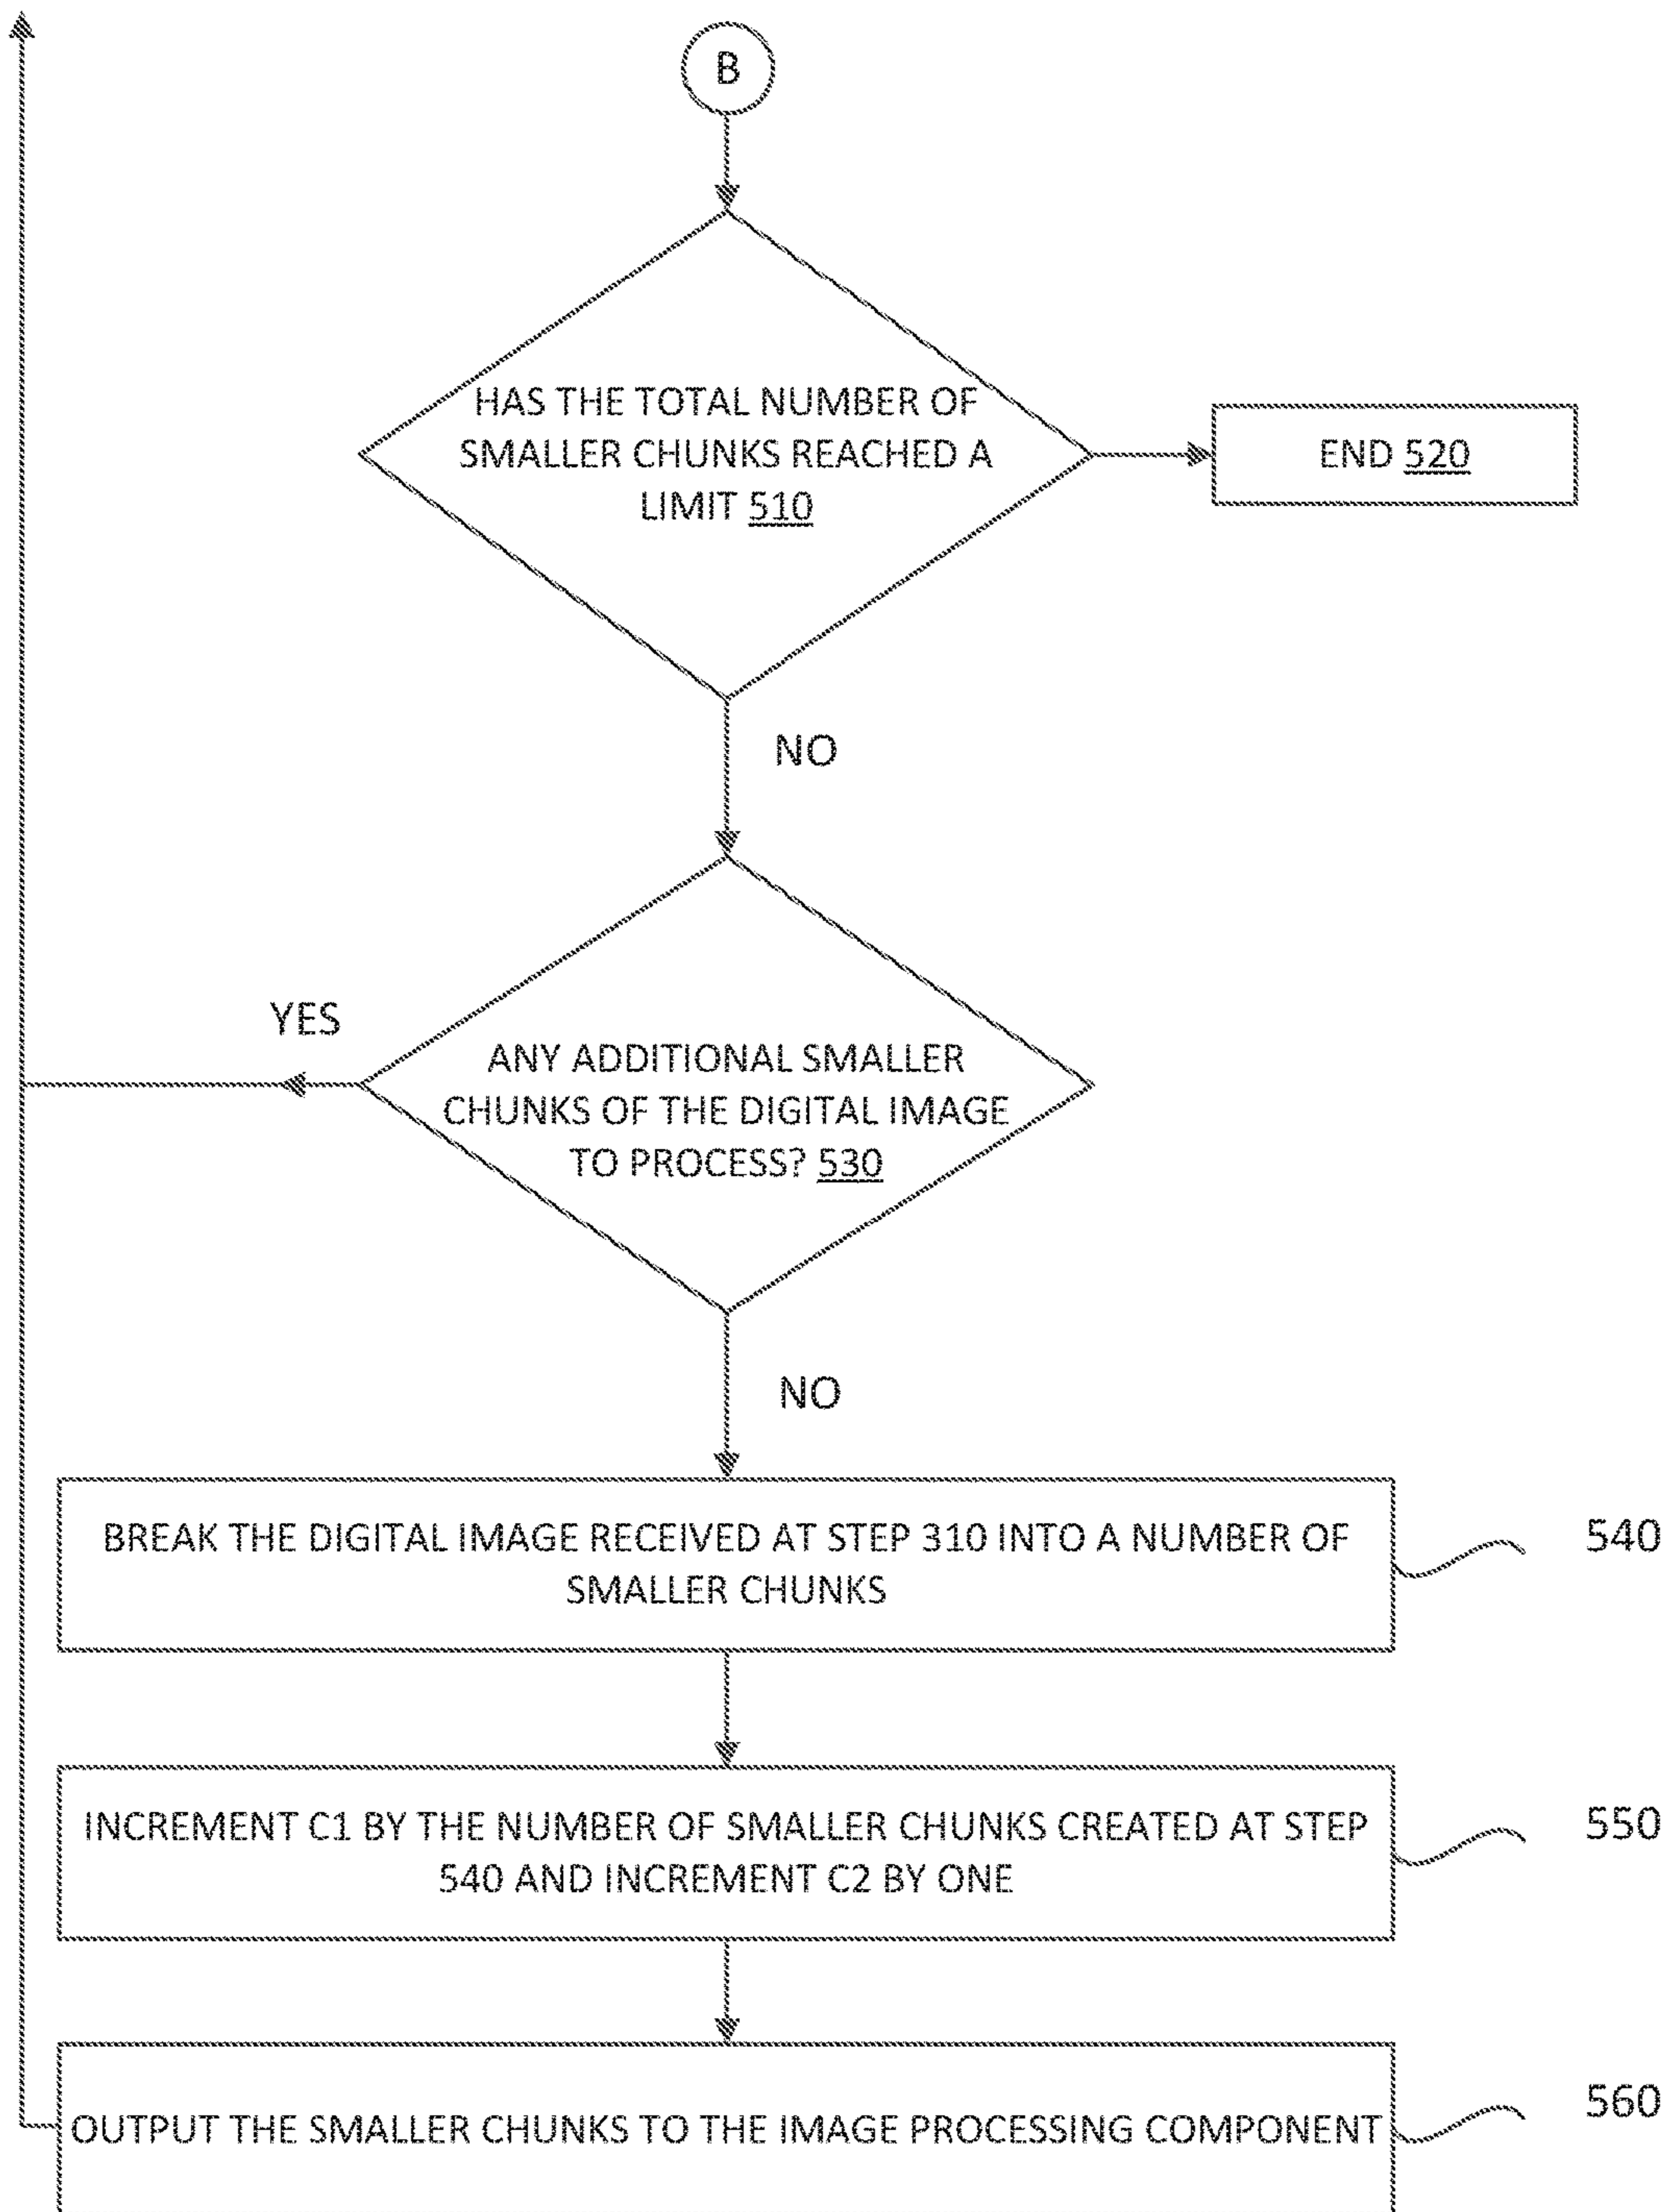 B
HAS THE TOTAL NUMBER OF
SMALLER CHUNKS REACHED A
LIMIT 510
END 520
NO
YES
ANY ADDITIONAL SMALLER
CHUNKS OF THE DIGITAL IMAGE
TO PROCESS? 530
NO
BREAK THE DIGITAL IMAGE RECEIVED AT STEP 310 INTO A NUMBER OF
SMALLER CHUNKS
540
INCREMENT C1 BY THE NUMBER OF SMALLER CHUNKS CREATED AT STEP
540 AND INCREMENT C2 BY ONE
550
OUTPUT THE SMALLER CHUNKS TO THE IMAGE PROCESSING COMPONENT
560